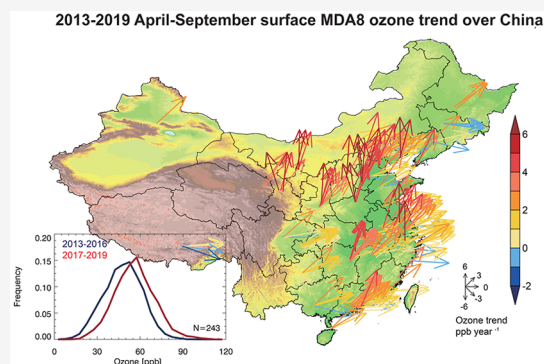 2013-2019 April-September surface MDA8 ozone trend over China
6
4
2
0
-2
6
3
0
-3
-6
Ozone trend
ppb year -1
0.20
0.15
0.10
0.05
0.00
Frequency
2013-2016
2017-2019
N=243
0 30 60 90 120
Ozone [ppb]